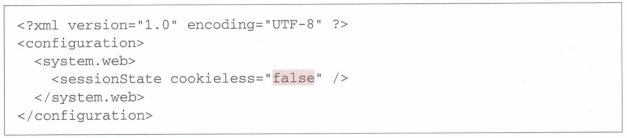 <?xml version="1.0" encoding="UTF-8" ?>
<configuration>
  <system.web>
    <sessionState cookieless="false" />
  </system.web>
</configuration>